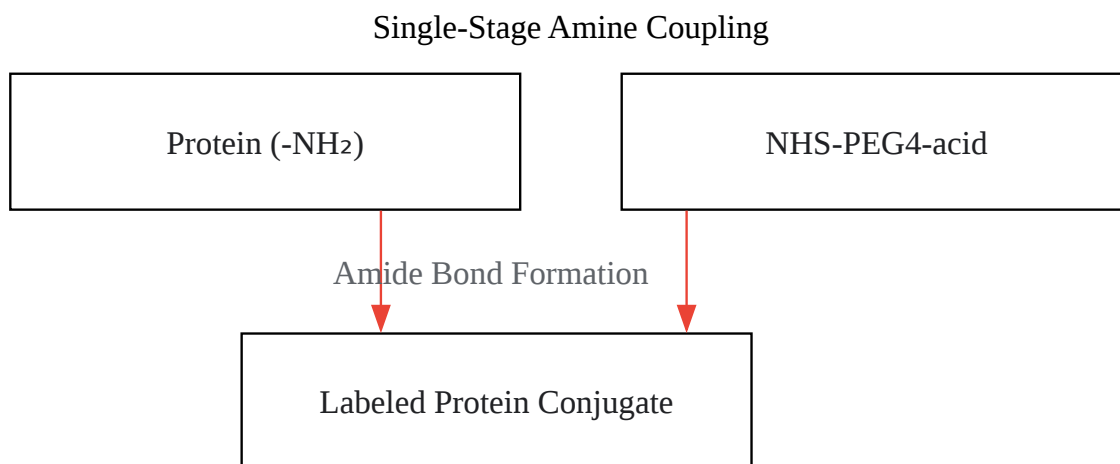 Single-Stage Amine Coupling
Protein (-NH₂)
NHS-PEG4-acid
Amide Bond Formation
Labeled Protein Conjugate